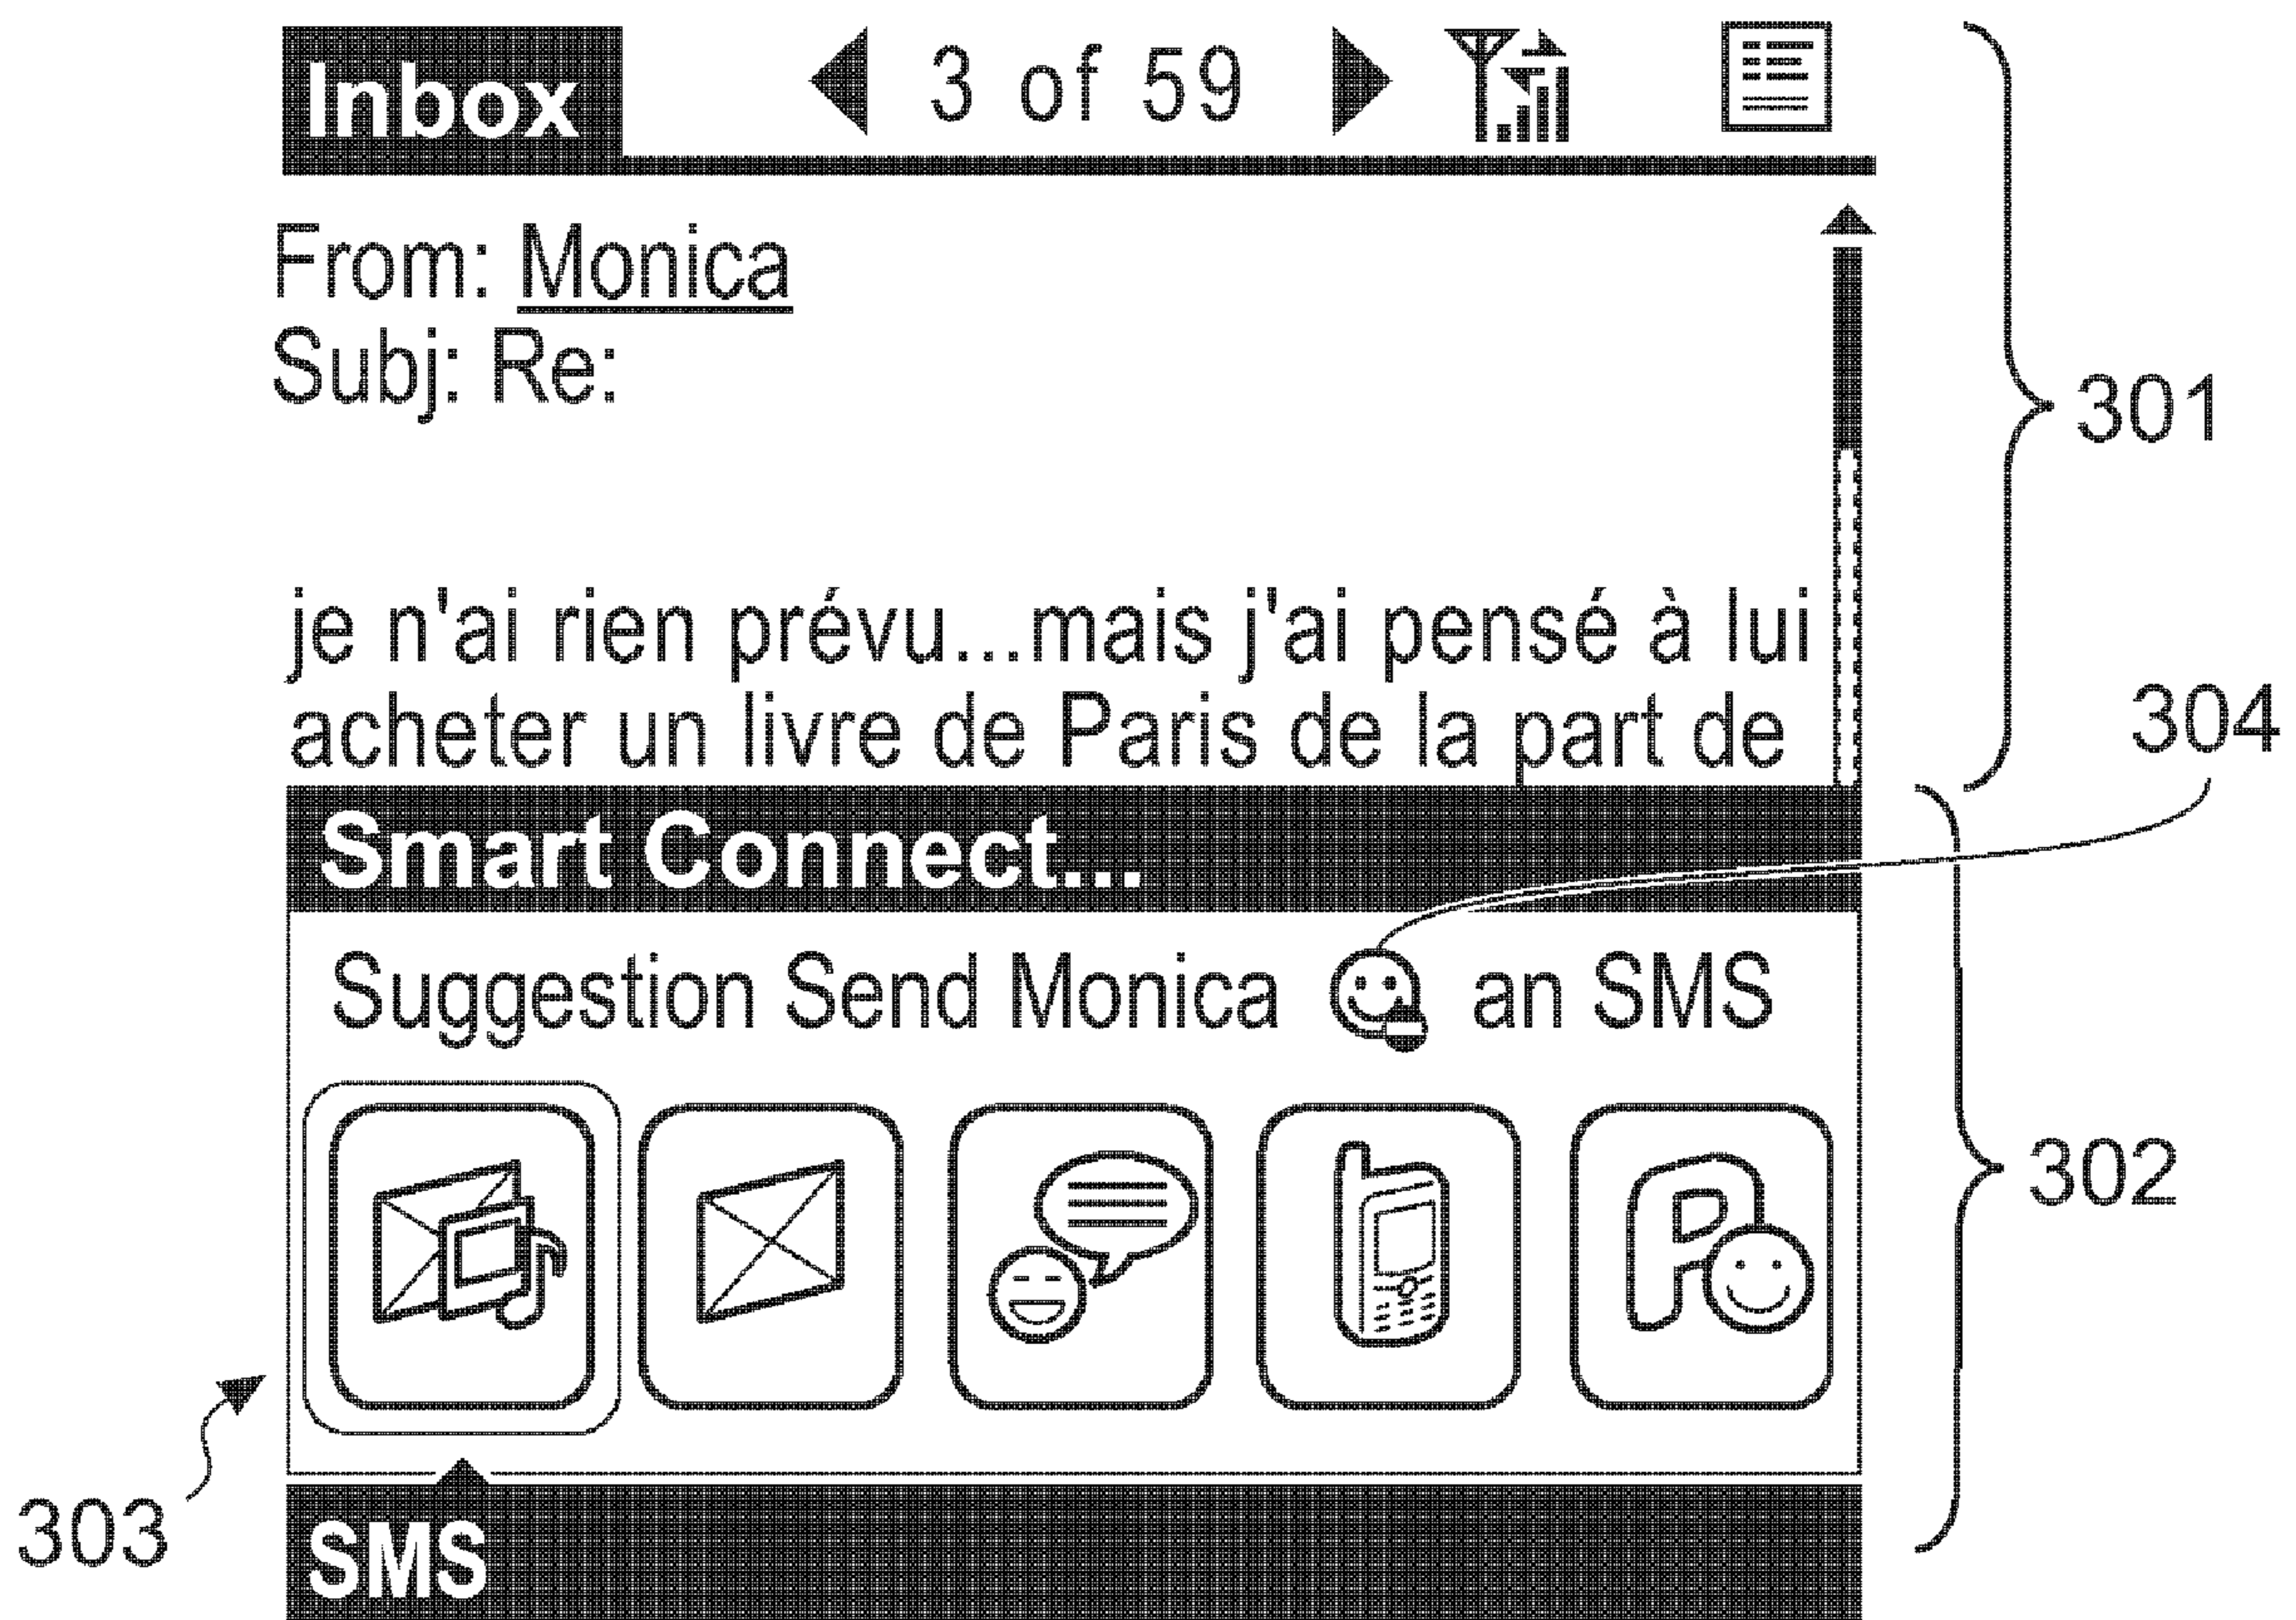 Inbox 3 of 59
From: Monica
Subj: Re:
301
je n'ai rien prévu...mais j'ai pensé à lui
acheter un livre de Paris de la part de
304
Smart Connect...
Suggestion Send Monica an SMS
P
302
303
SMS